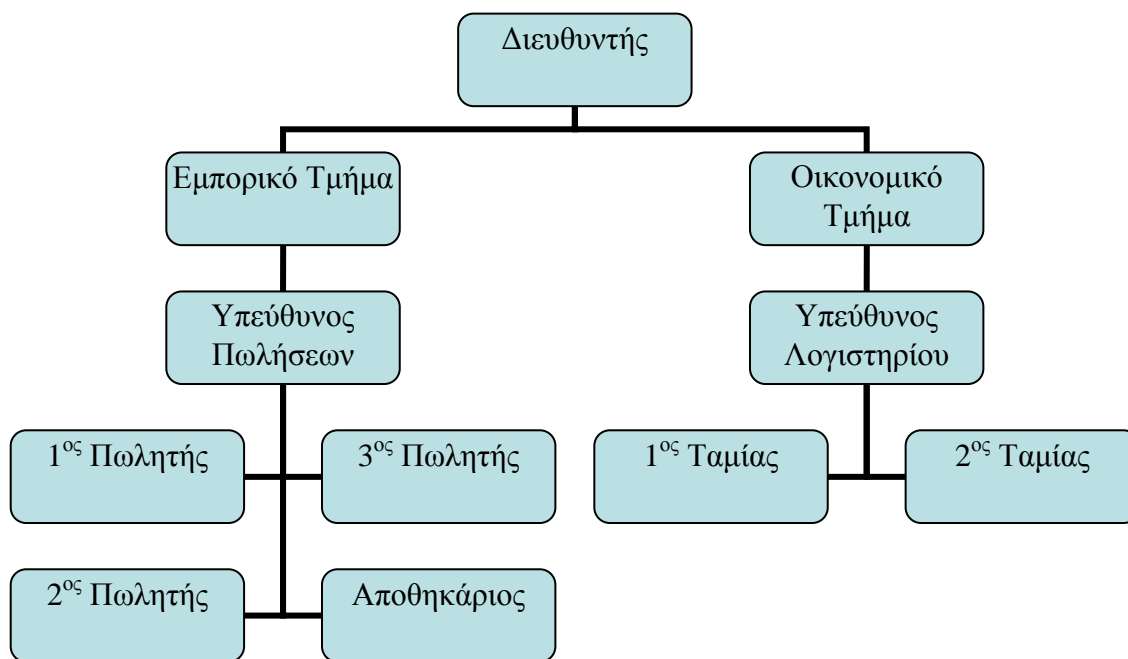 Διευθυντής
Εμπορικό Τμήμα
Οικονομικό
Τμήμα
Υπεύθυνος
Πωλήσεων
Υπεύθυνος
Λογιστηρίου
1ος Πωλητής
3ος Πωλητής
1ος Ταμίας
2ος Ταμίας
2ος Πωλητής
Αποθηκάριος